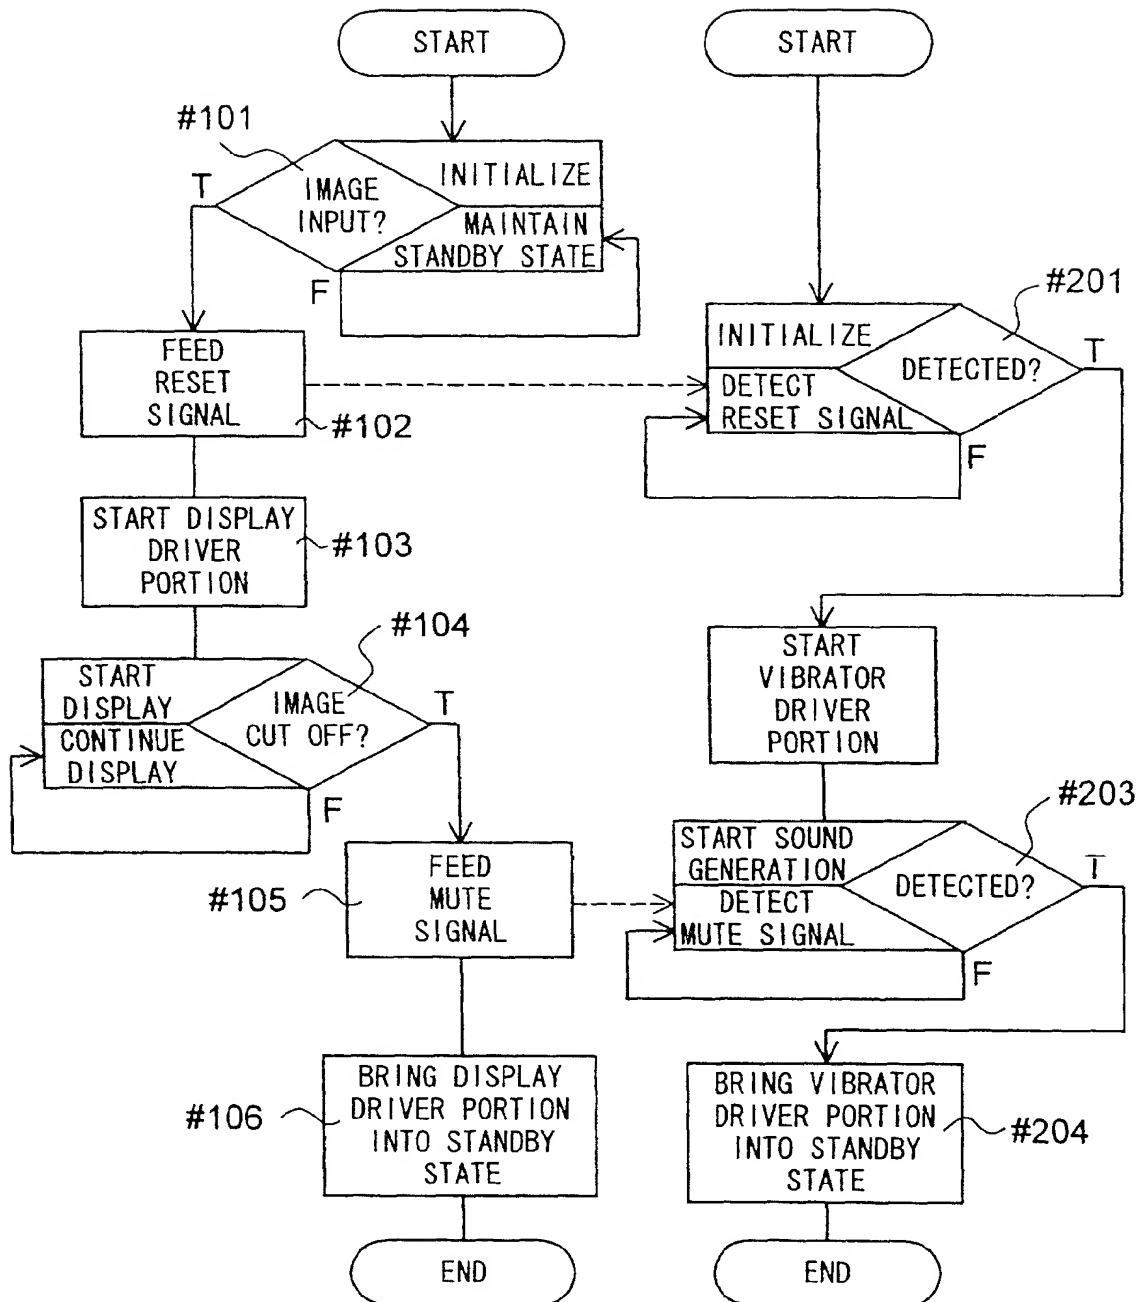 START
START
#101
T
IMAGE
INPUT?
INITIALIZE
MAINTAIN
STANDBY STATE
F
FEED
RESET
SIGNAL
#102
#201
INITIALIZE
DETECT
RESET SIGNAL
DETECTED?
T
F
START DISPLAY
DRIVER
PORTION
#103
#104
START
DISPLAY
CONTINUE
DISPLAY
IMAGE
CUT OFF?
T
F
START
VIBRATOR
DRIVER
PORTION
#105
FEED
MUTE
SIGNAL
#203
START SOUND
GENERATION
DETECT
MUTE SIGNAL
DETECTED?
T
F
#106
BRING DISPLAY
DRIVER PORTION
INTO STANDBY
STATE
BRING VIBRATOR
DRIVER PORTION
INTO STANDBY
STATE
#204
END
END